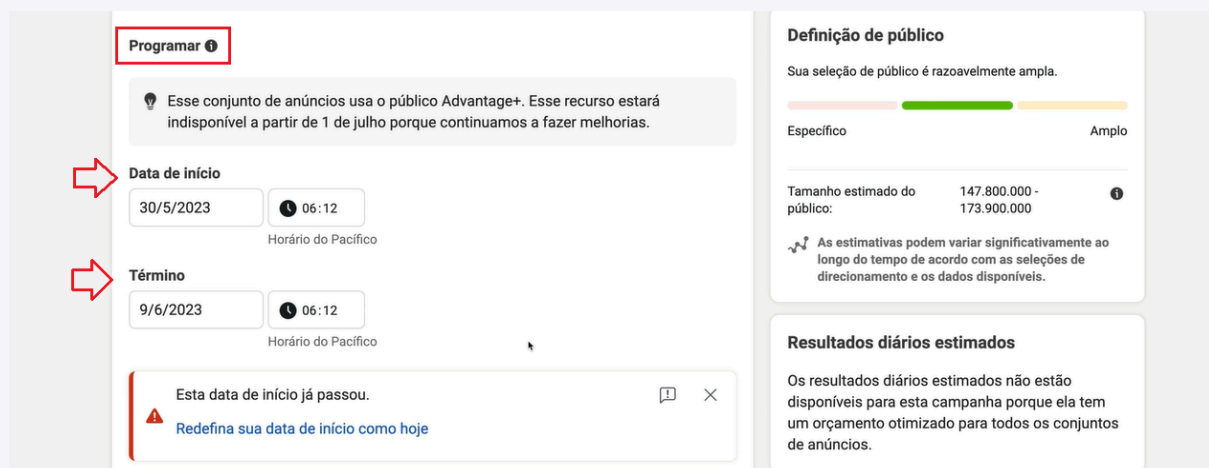 Programar
Esse conjunto de anúncios usa o público Advantage+. Esse recurso estará
indisponível a partir de 1 de julho porque continuamos a fazer melhorias.
Data de início
30/5/2023
06:12
Horário do Pacífico
Término
9/6/2023
06:12
Horário do Pacífico
Esta data de início já passou.
Redefina sua data de início como hoje
Definição de público
Sua seleção de público é razoavelmente ampla.
Específico
Amplo
Tamanho estimado do
público:
147.800.000 -
173.900.000
As estimativas podem variar significativamente ao
longo do tempo de acordo com as seleções de
direcionamento e os dados disponíveis.
Resultados diários estimados
Os resultados diários estimados não estão
disponíveis para esta campanha porque ela tem
um orçamento otimizado para todos os conjuntos
de anúncios.